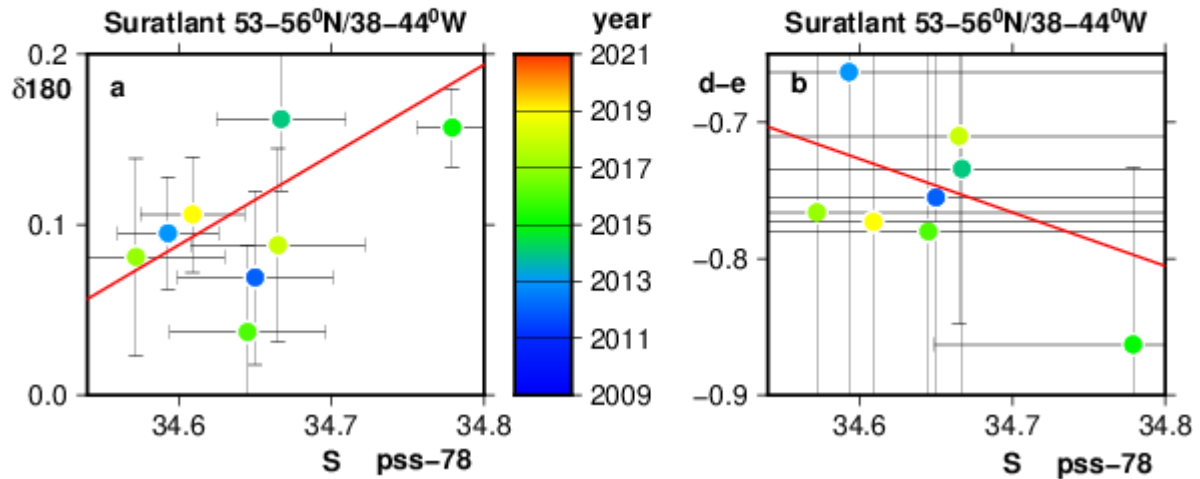 Suratlant 53–56⁰N/38–44⁰W
year
Suratlant 53–56⁰N/38–44⁰W
0.2
δ180
a
0.1
0.0
34.6
34.7
34.8
S pss–78
2021
2019
2017
2015
2013
2011
2009
d–e
b
–0.7
–0.8
–0.9
34.6
34.7
34.8
S pss–78